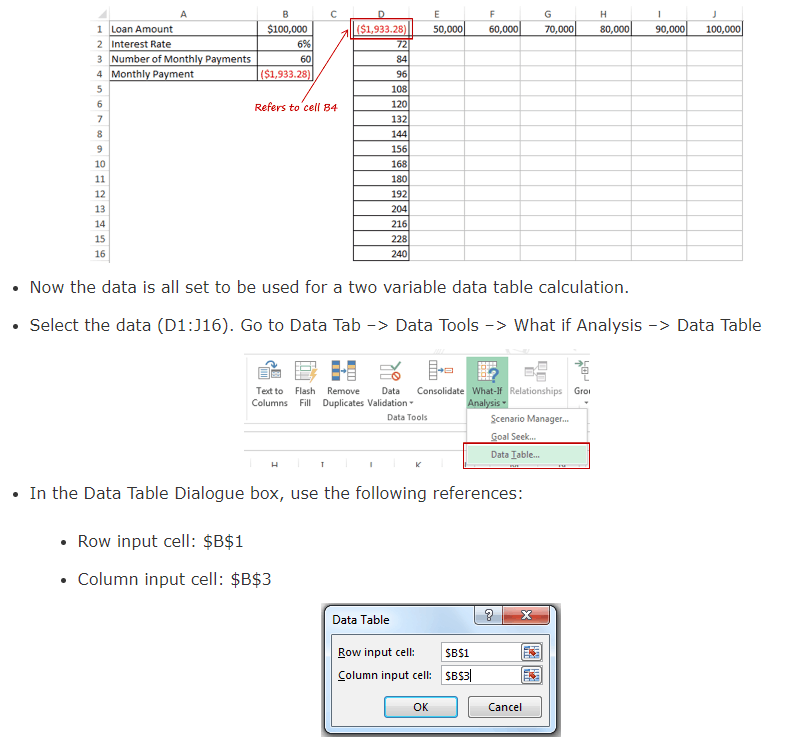 A B C D E F G H I J
1 Loan Amount $100,000 ($1,933.28) 50,000 60,000 70,000 80,000 90,000 100,000
2 Interest Rate 6% 72
3 Number of Monthly Payments 60 84
4 Monthly Payment ($1,933.28) 96
5 108
Refers to cell B4
6 120
7 132
8 144
9 156
10 168
11 180
12 192
13 204
14 216
15 228
16 240
• Now the data is all set to be used for a two variable data table calculation.
• Select the data (D1:J16). Go to Data Tab –> Data Tools –> What if Analysis –> Data Table
Text to Flash Remove Data Consolidate What-If Relationships Grou
Columns Fill Duplicates Validation Analysis
Data Tools
Scenario Manager...
Goal Seek...
Data Table...
H I J K
• In the Data Table Dialogue box, use the following references:
• Row input cell: $B$1
• Column input cell: $B$3
Data Table ? X
Row input cell: $B$1
Column input cell: $B$3
OK Cancel